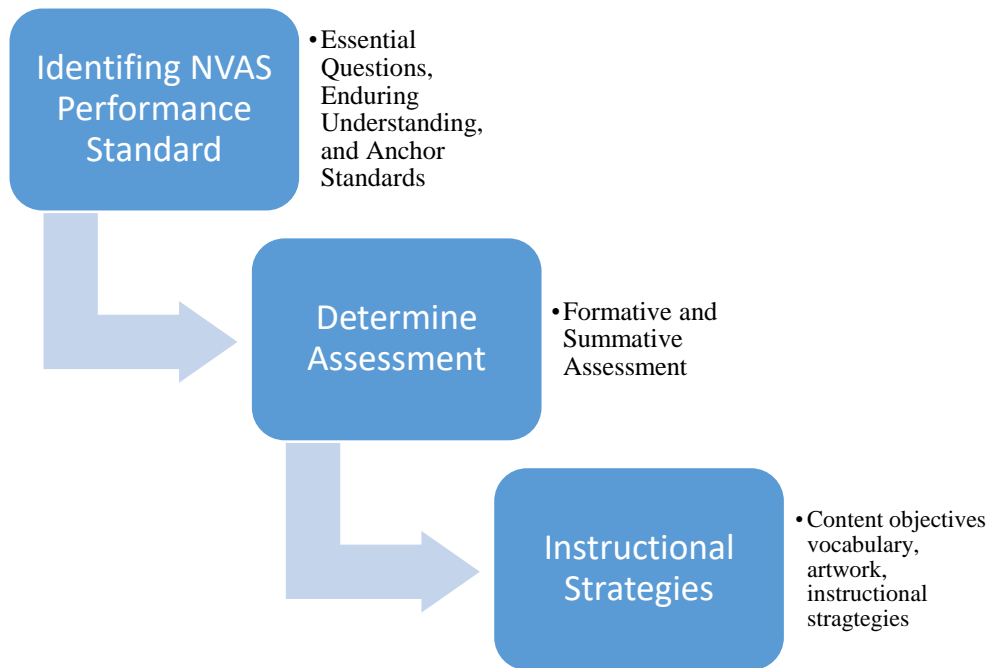 Identifing NVAS
Performance
Standard
•Essential
Questions,
Enduring
Understanding,
and Anchor
Standards
Determine
Assessment
•Formative and
Summative
Assessment
Instructional
Strategies
•Content objectives
vocabulary,
artwork,
instructional
stragtegies